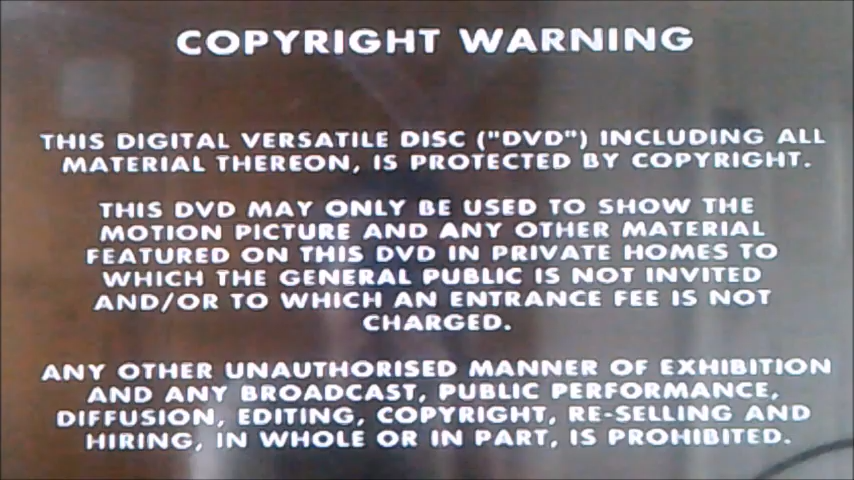 COPYRIGHT WARNING
THIS DIGITAL VERSATILE DISC ("DVD") INCLUDING ALL
MATERIAL THEREON, IS PROTECTED BY COPYRIGHT.
THIS DVD MAY ONLY BE USED TO SHOW THE
MOTION PICTURE AND ANY OTHER MATERIAL
FEATURED ON THIS DVD IN PRIVATE HOMES TO
WHICH THE GENERAL PUBLIC IS NOT INVITED
AND/OR TO WHICH AN ENTRANCE FEE IS NOT
CHARGED.
ANY OTHER UNAUTHORISED MANNER OF EXHIBITION
AND ANY BROADCAST, PUBLIC PERFORMANCE,
DIFFUSION, EDITING, COPYRIGHT, RE-SELLING AND
HIRING, IN WHOLE OR IN PART, IS PROHIBITED.